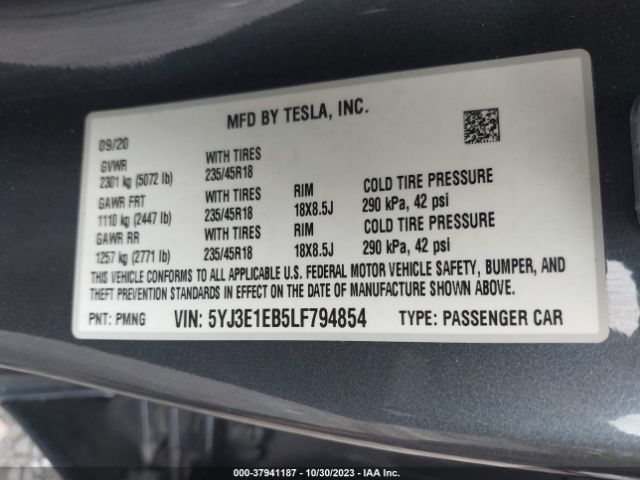 MFD BY TESLA, INC.
09/20
GVWR WITH TIRES
2301 kg (5072 lb) 235/45R18
GAWR FRT WITH TIRES RIM COLD TIRE PRESSURE
1110 kg (2447 lb) 235/45R18 18X8.5J 290 kPa, 42 psi
GAWR RR WITH TIRES RIM COLD TIRE PRESSURE
1257 kg (2771 lb) 235/45R18 18X8.5J 290 kPa, 42 psi
THIS VEHICLE CONFORMS TO ALL APPLICABLE U.S. FEDERAL MOTOR VEHICLE SAFETY, BUMPER, AND
THEFT PREVENTION STANDARDS IN EFFECT ON THE DATE OF MANUFACTURE SHOWN ABOVE.
PNT: PMNG VIN: 5YJ3E1EB5LF794854 TYPE: PASSENGER CAR
000-37941187 - 10/30/2023 - IAA Inc.